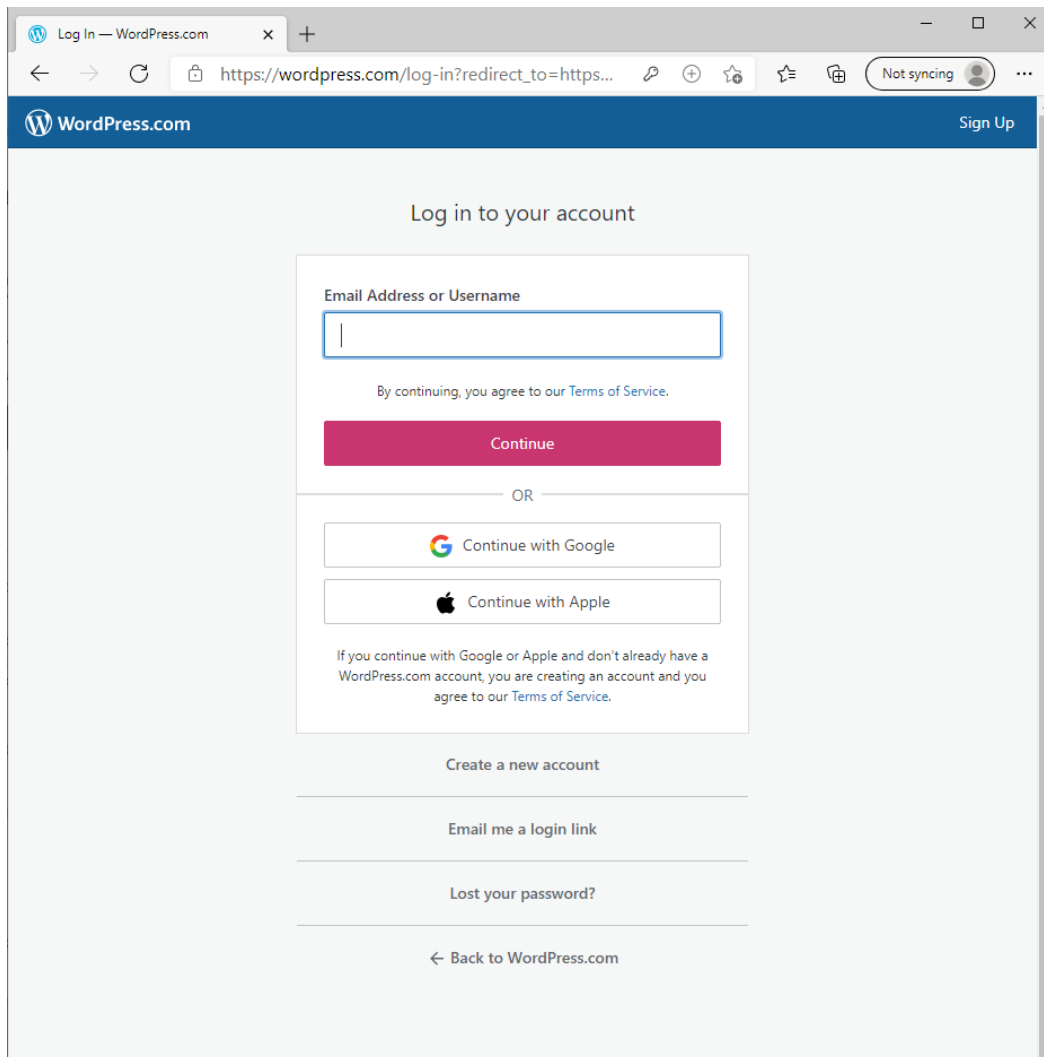 Log In — WordPress.com
https://wordpress.com/log-in?redirect_to=https...
Not syncing
WordPress.com
Sign Up
Log in to your account
Email Address or Username
By continuing, you agree to our Terms of Service.
Continue
OR
Continue with Google
Continue with Apple
If you continue with Google or Apple and don't already have a
WordPress.com account, you are creating an account and you
agree to our Terms of Service.
Create a new account
Email me a login link
Lost your password?
← Back to WordPress.com